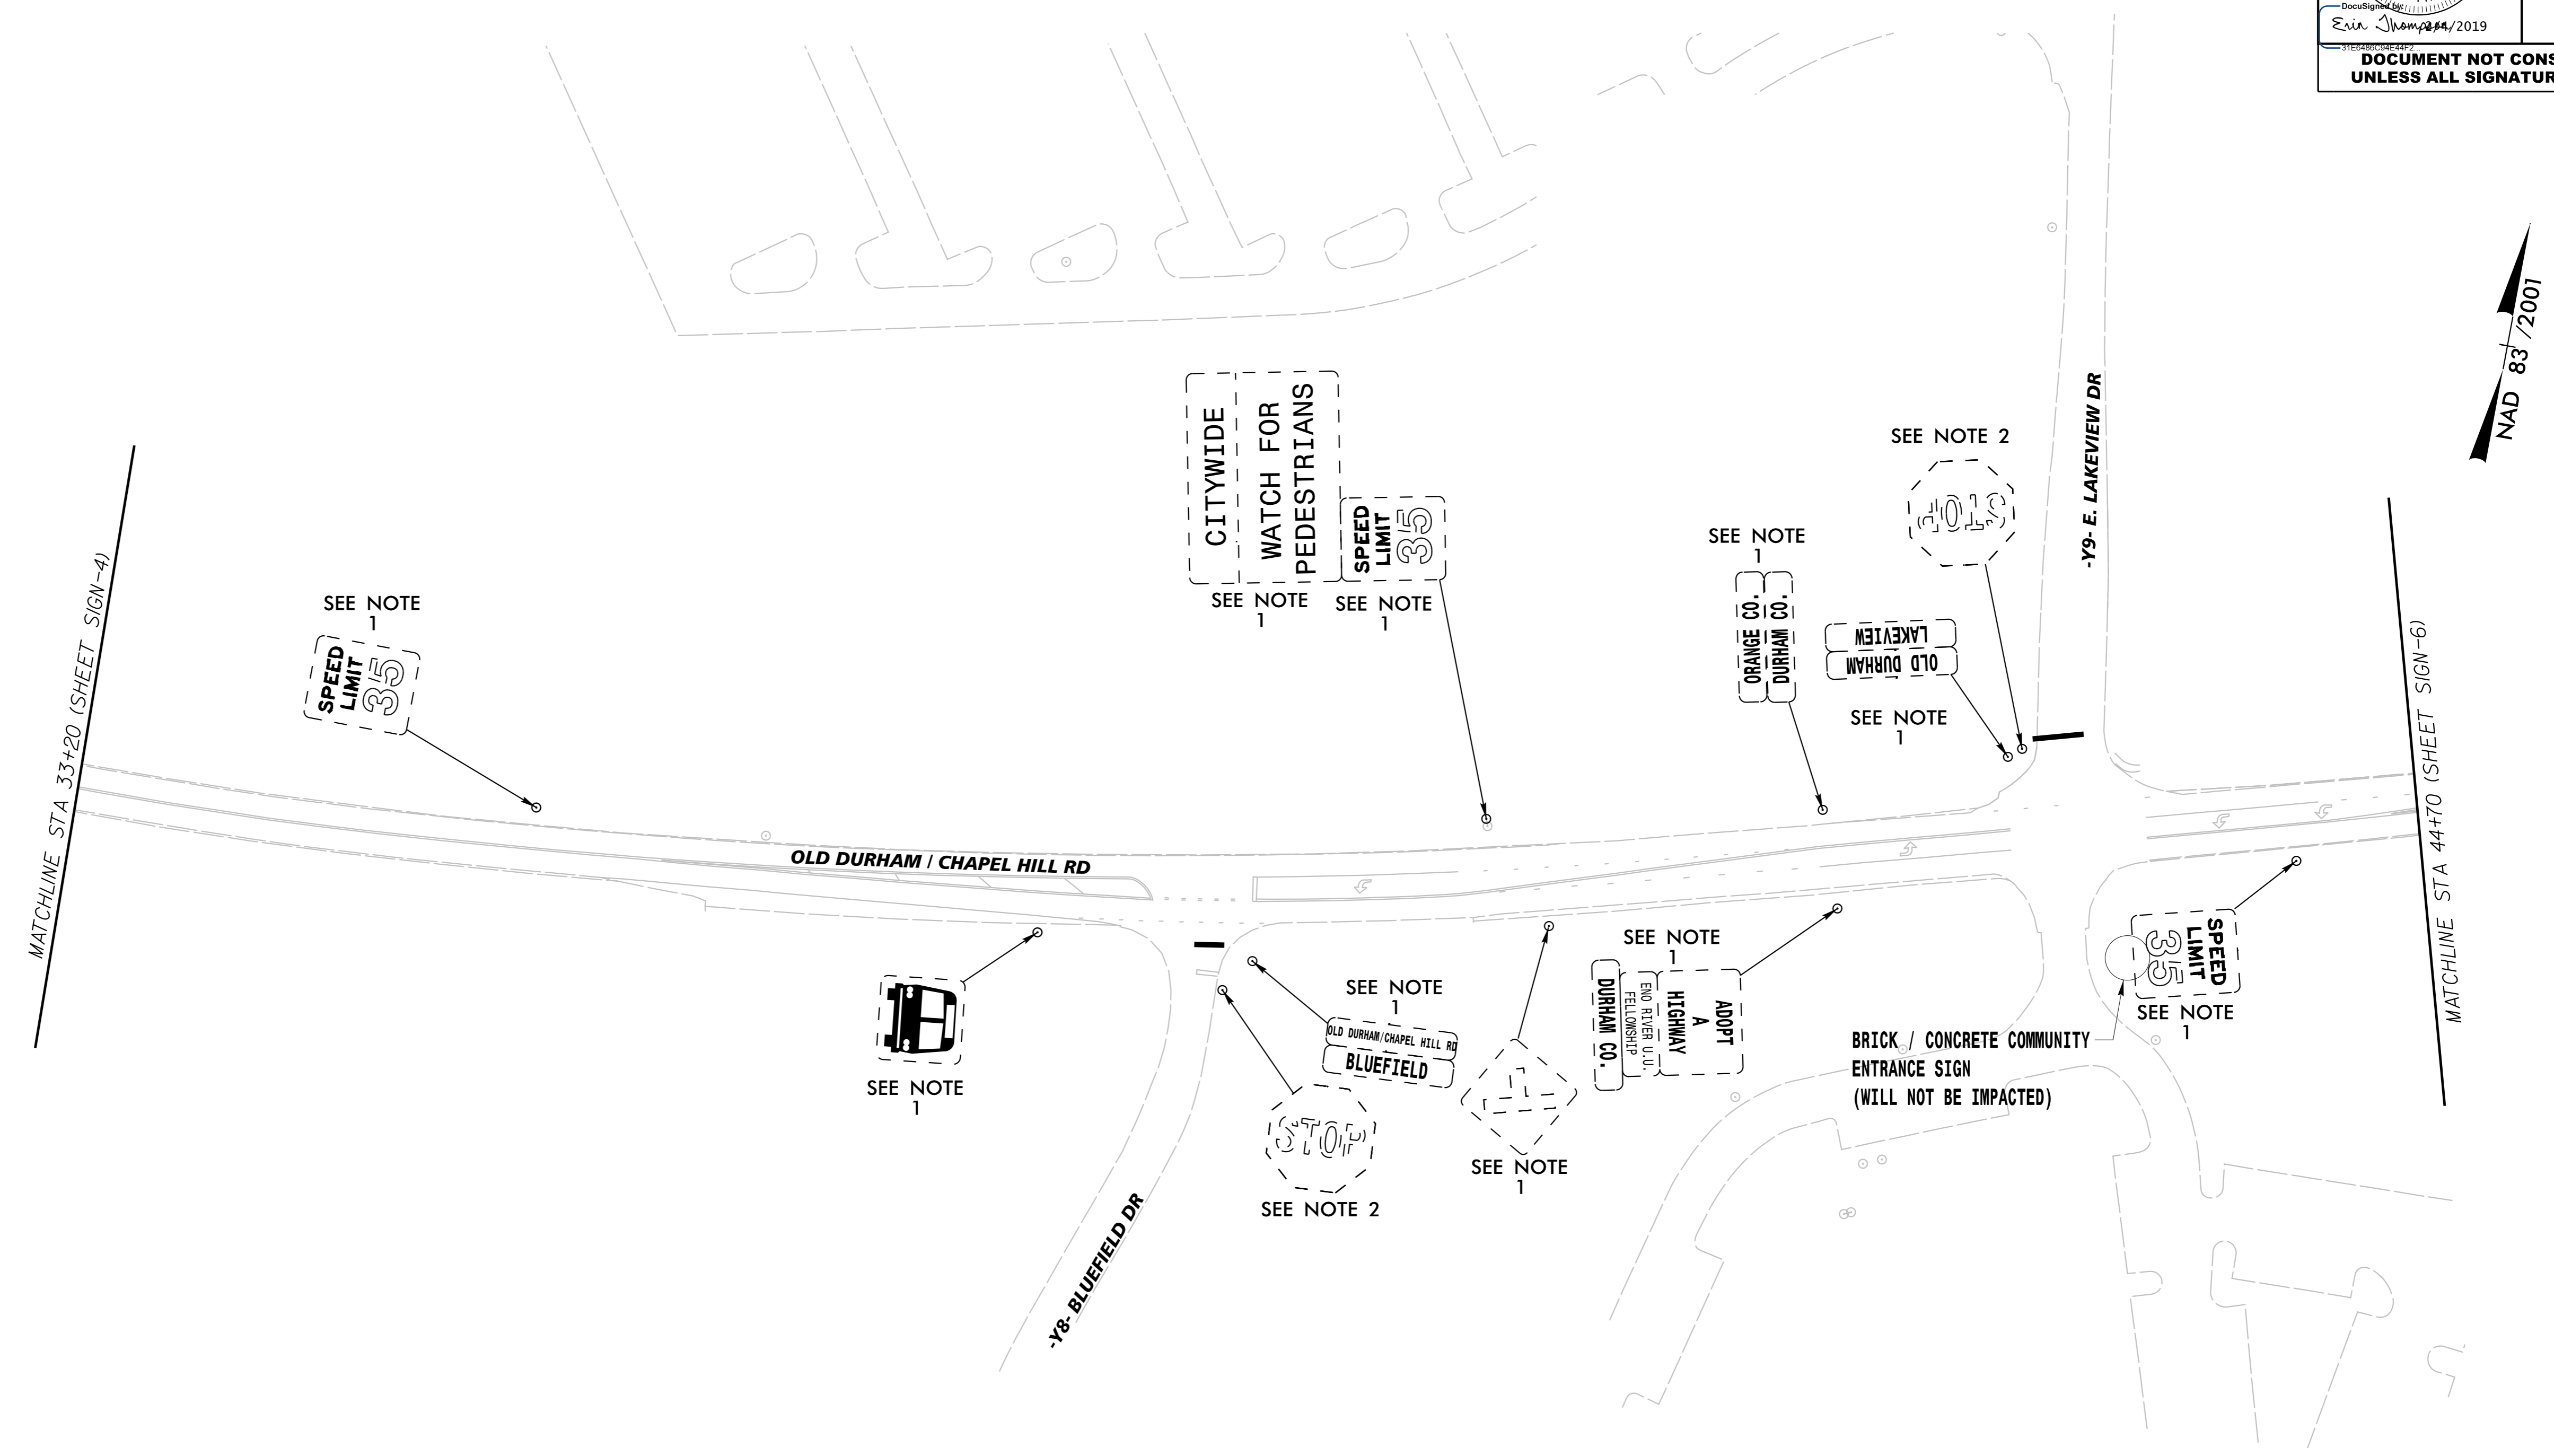 DocuSigned by:
Erin Thompson
/2019
31E6486C94E44F2...
DOCUMENT NOT CONS
UNLESS ALL SIGNATUR
NAD 83 /2001
MATCHLINE STA 33+20 (SHEET SIGN-4)
SEE NOTE
1
SPEED
LIMIT
35
CITYWIDE
WATCH FOR
PEDESTRIANS
SEE NOTE
1
SPEED
LIMIT
35
SEE NOTE
1
SEE NOTE
1
ORANGE CO.
DURHAM CO.
SEE NOTE 2
STOP
LAKEVIEW
OLD DURHAM
SEE NOTE
1
-Y9- E. LAKEVIEW DR
MATCHLINE STA 44+70 (SHEET SIGN-6)
OLD DURHAM / CHAPEL HILL RD
SEE NOTE
1
SEE NOTE
1
OLD DURHAM/CHAPEL HILL RD
BLUEFIELD
STOP
SEE NOTE 2
SEE NOTE
1
SEE NOTE
1
ADOPT
A
HIGHWAY
ENO RIVER U.U.
FELLOWSHIP
DURHAM CO.
SPEED
LIMIT
35
SEE NOTE
1
BRICK / CONCRETE COMMUNITY
ENTRANCE SIGN
(WILL NOT BE IMPACTED)
-Y8- BLUEFIELD DR